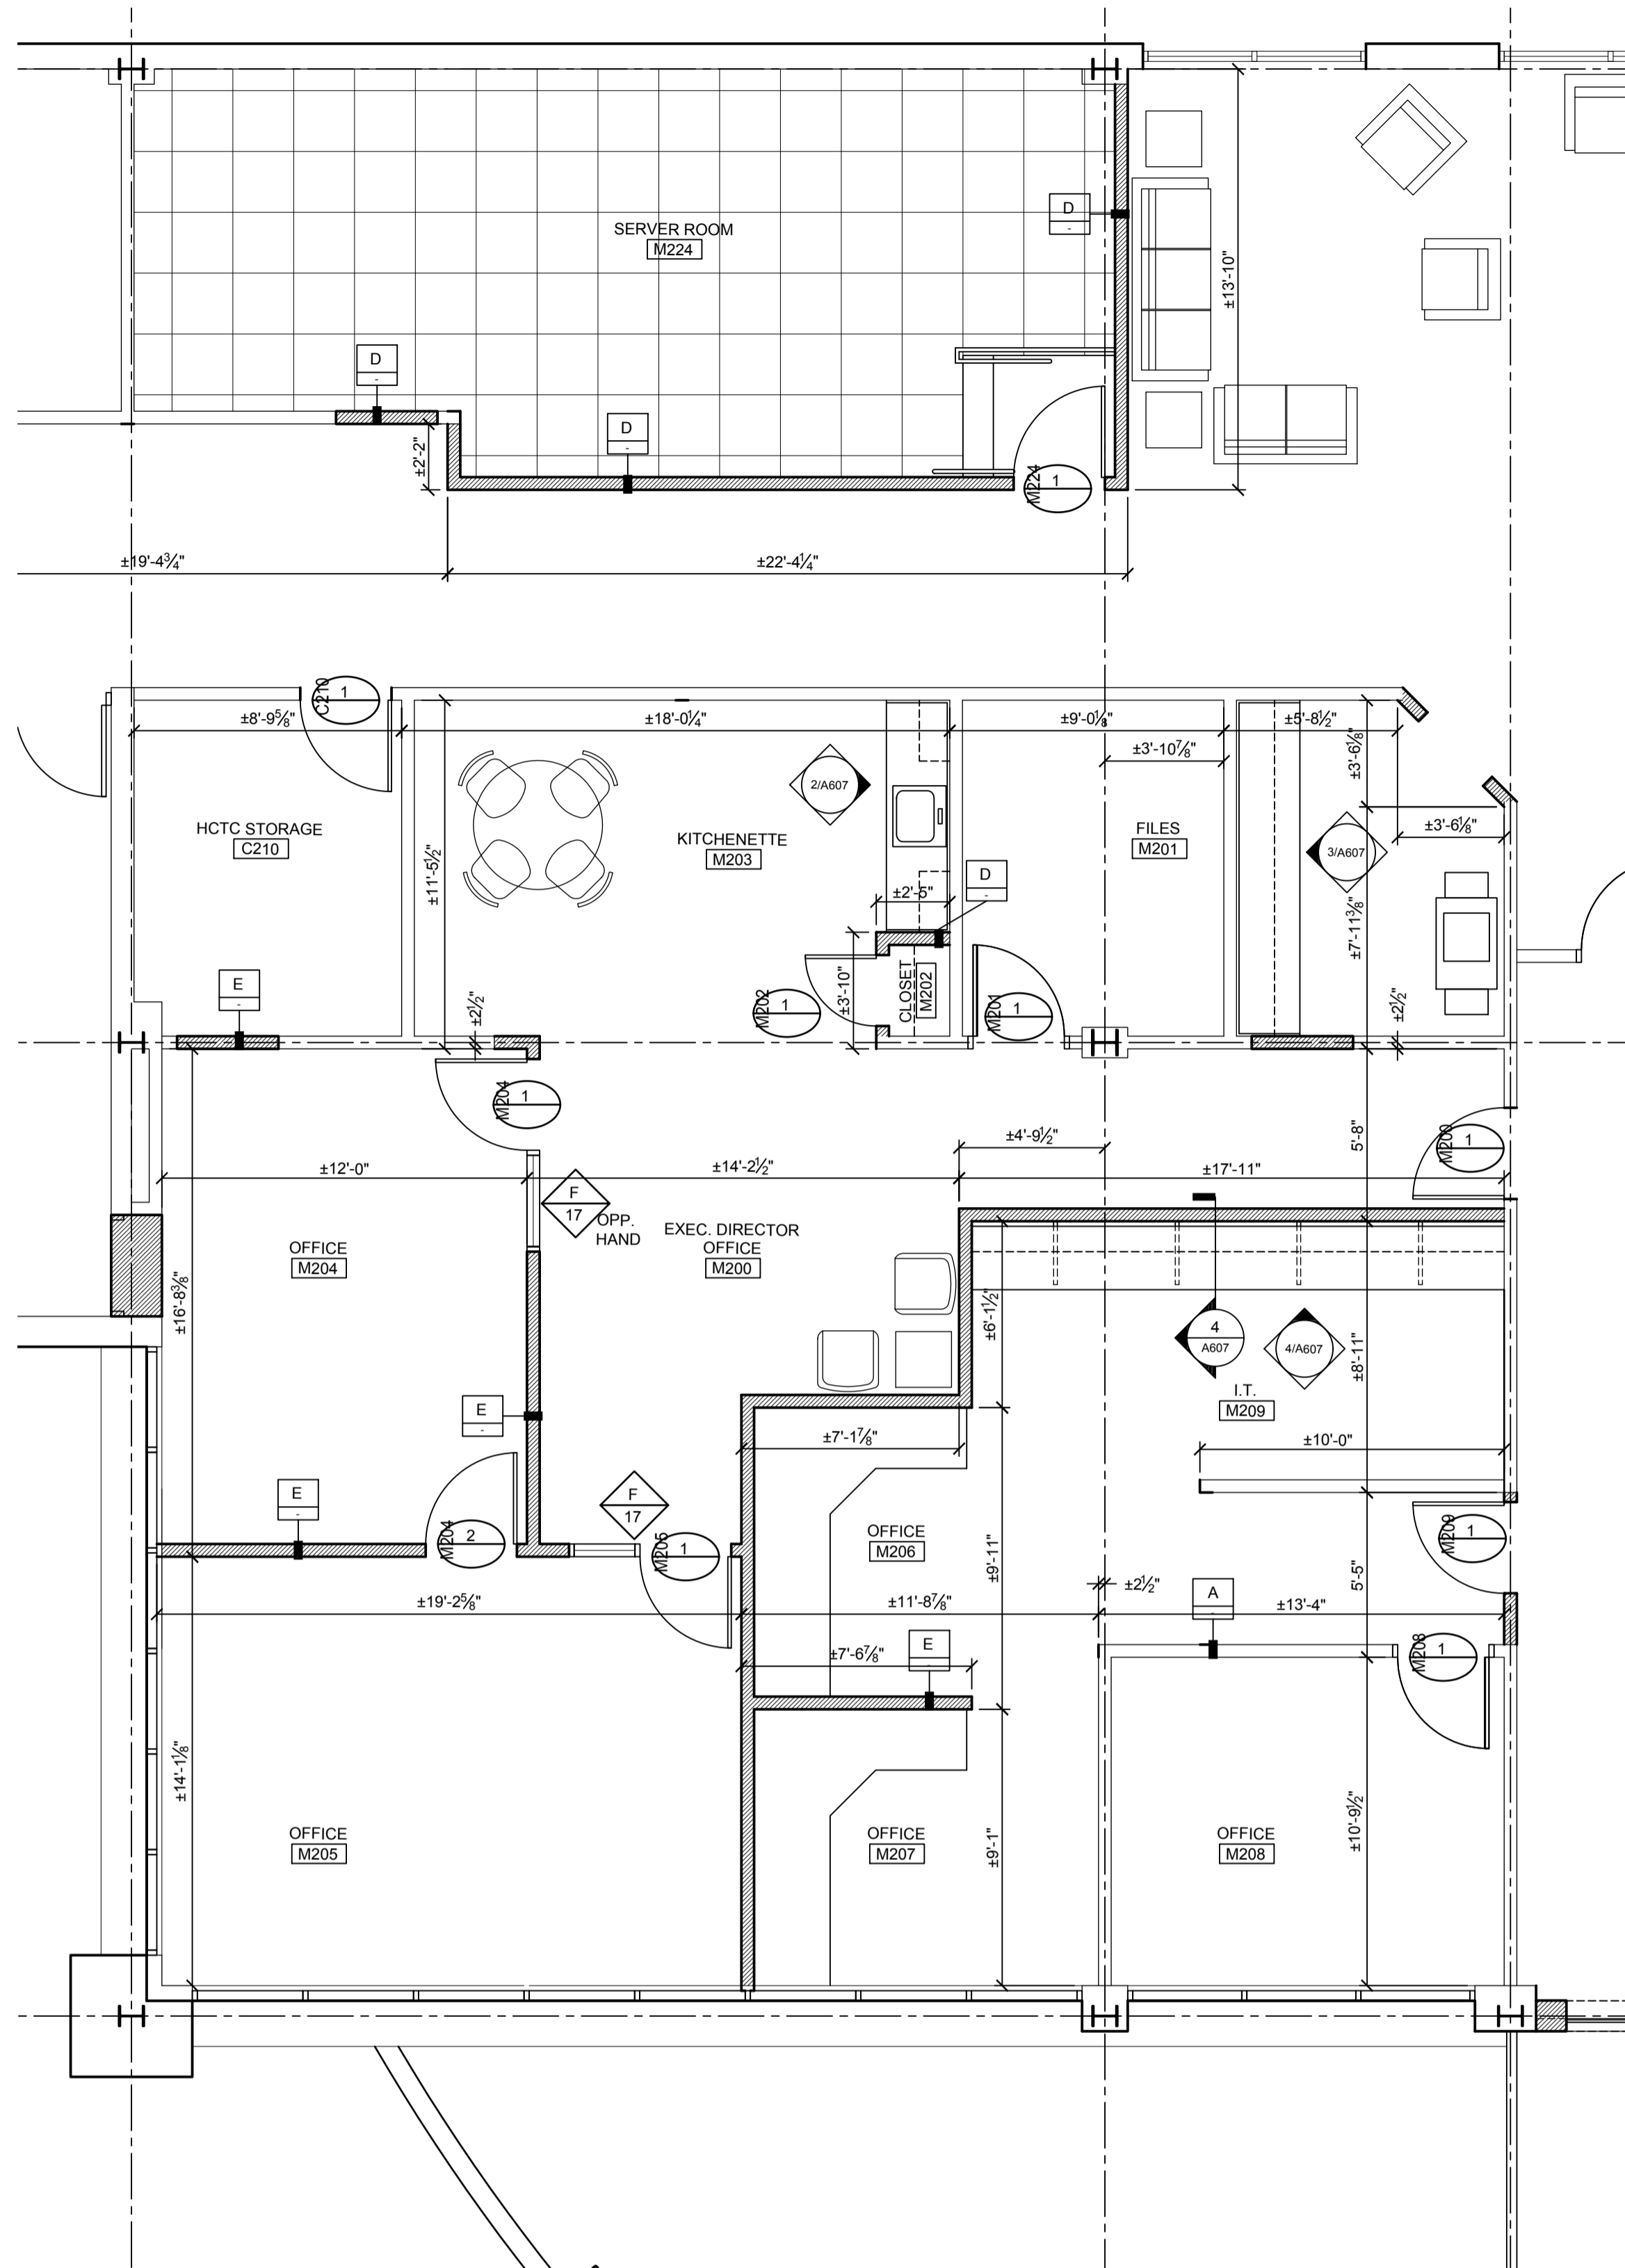 SERVER ROOM
M224
D
-
±13'-10"
D
-
D
-
±2'-2"
1
M224
±19'-4¾"
±22'-4¼"
1
C210
±8'-9⅝"
±18'-0¼"
±9'-0⅛"
±5'-8½"
±3'-10⅞"
±3'-6⅛"
2/A607
HCTC STORAGE
C210
KITCHENETTE
M203
FILES
M201
±3'-6⅛"
3/A607
±11'-5½"
D
-
±2'-5"
±7'-11⅜"
E
-
±2½"
1
M202
±3'-10"
CLOSET
M202
1
M201
±2½"
1
M204
±4'-9½"
5'-8"
1
M200
±12'-0"
±14'-2½"
±17'-11"
F
17
OPP.
HAND
EXEC. DIRECTOR
OFFICE
M200
OFFICE
M204
±16'-8⅜"
±6'-1½"
4
A607
4/A607
±8'-11"
I.T.
M209
E
-
±7'-1⅞"
±10'-0"
E
-
F
17
2
M204
1
M205
OFFICE
M206
±9'-11"
1
M209
5'-5"
±2½"
A
-
±19'-2⅝"
±11'-8⅞"
±13'-4"
±7'-6⅞"
E
-
1
M208
±14'-1⅛"
OFFICE
M205
OFFICE
M207
±9'-1"
OFFICE
M208
±10'-9½"